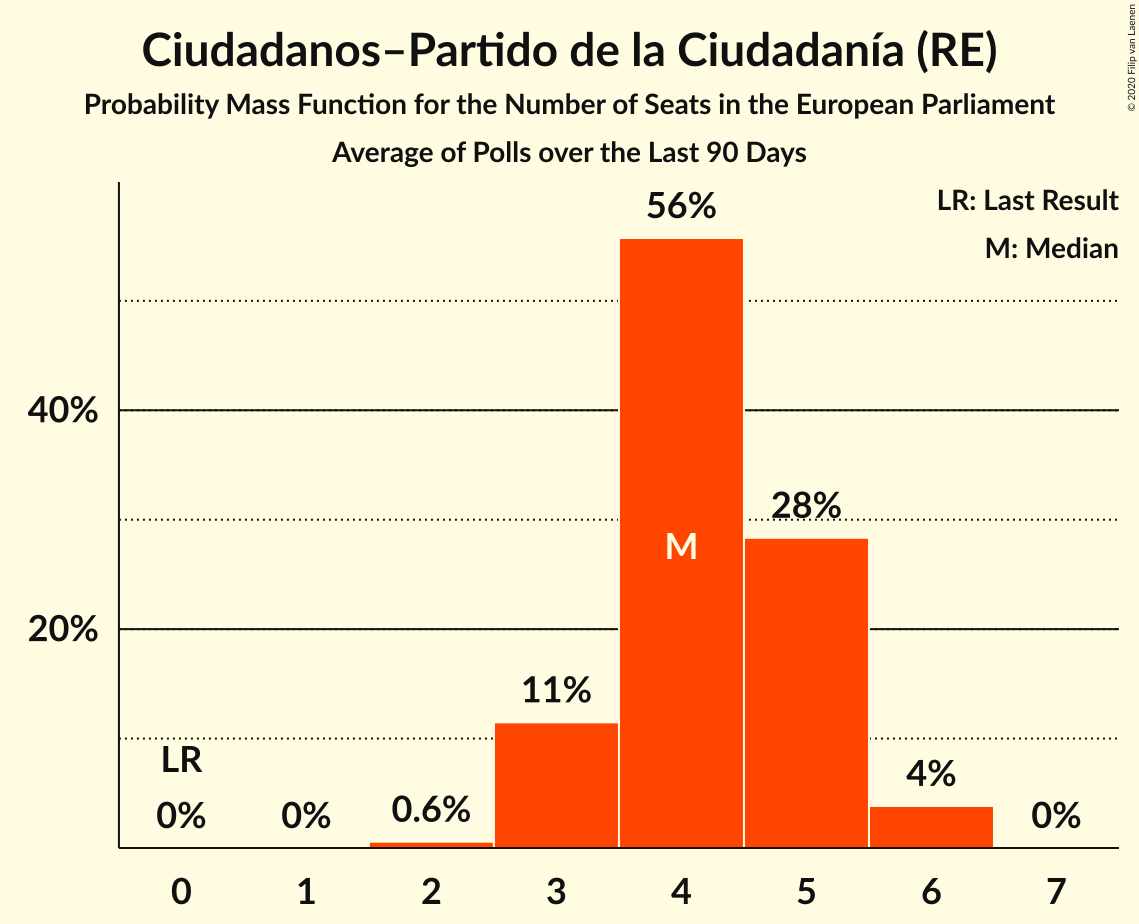 Ciudadanos–Partido de la Ciudadanía (RE)
Probability Mass Function for the Number of Seats in the European Parliament
Average of Polls over the Last 90 Days
© 2020 Filip van Laenen
LR: Last Result
M: Median
56%
40%
28%
M
20%
11%
LR
4%
0.6%
0% 0% 0%
0 1 2 3 4 5 6 7